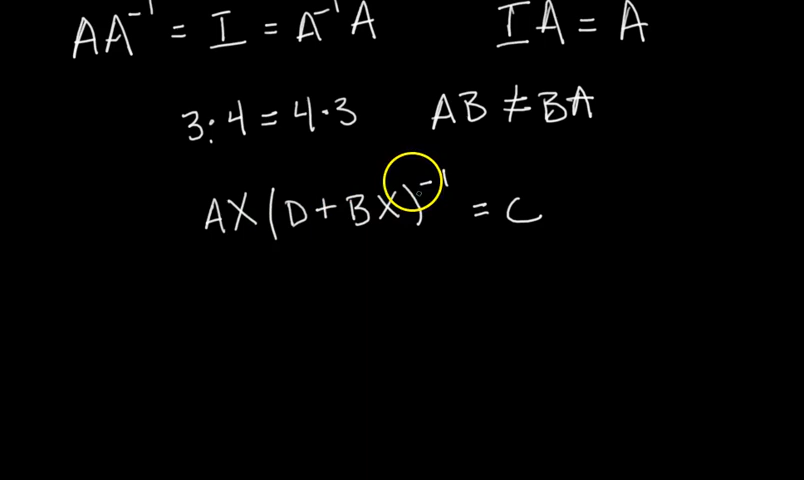 AA⁻¹ = I = A⁻¹A IA = A
3·4 = 4·3 AB ≠ BA
AX(D+BX)⁻¹ = C